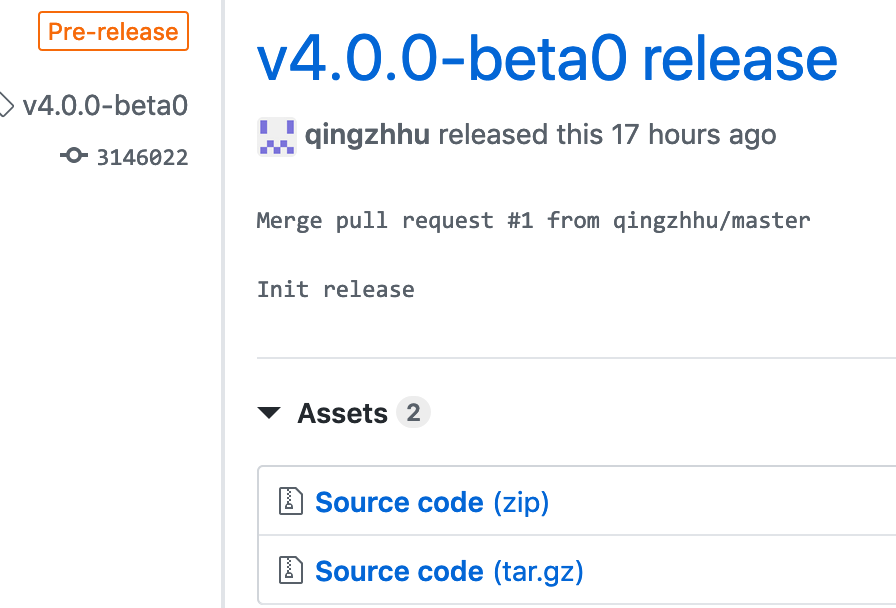 Pre-release
v4.0.0-beta0
3146022
v4.0.0-beta0 release
qingzhhu released this 17 hours ago
Merge pull request #1 from qingzhhu/master
Init release
Assets 2
Source code (zip)
Source code (tar.gz)